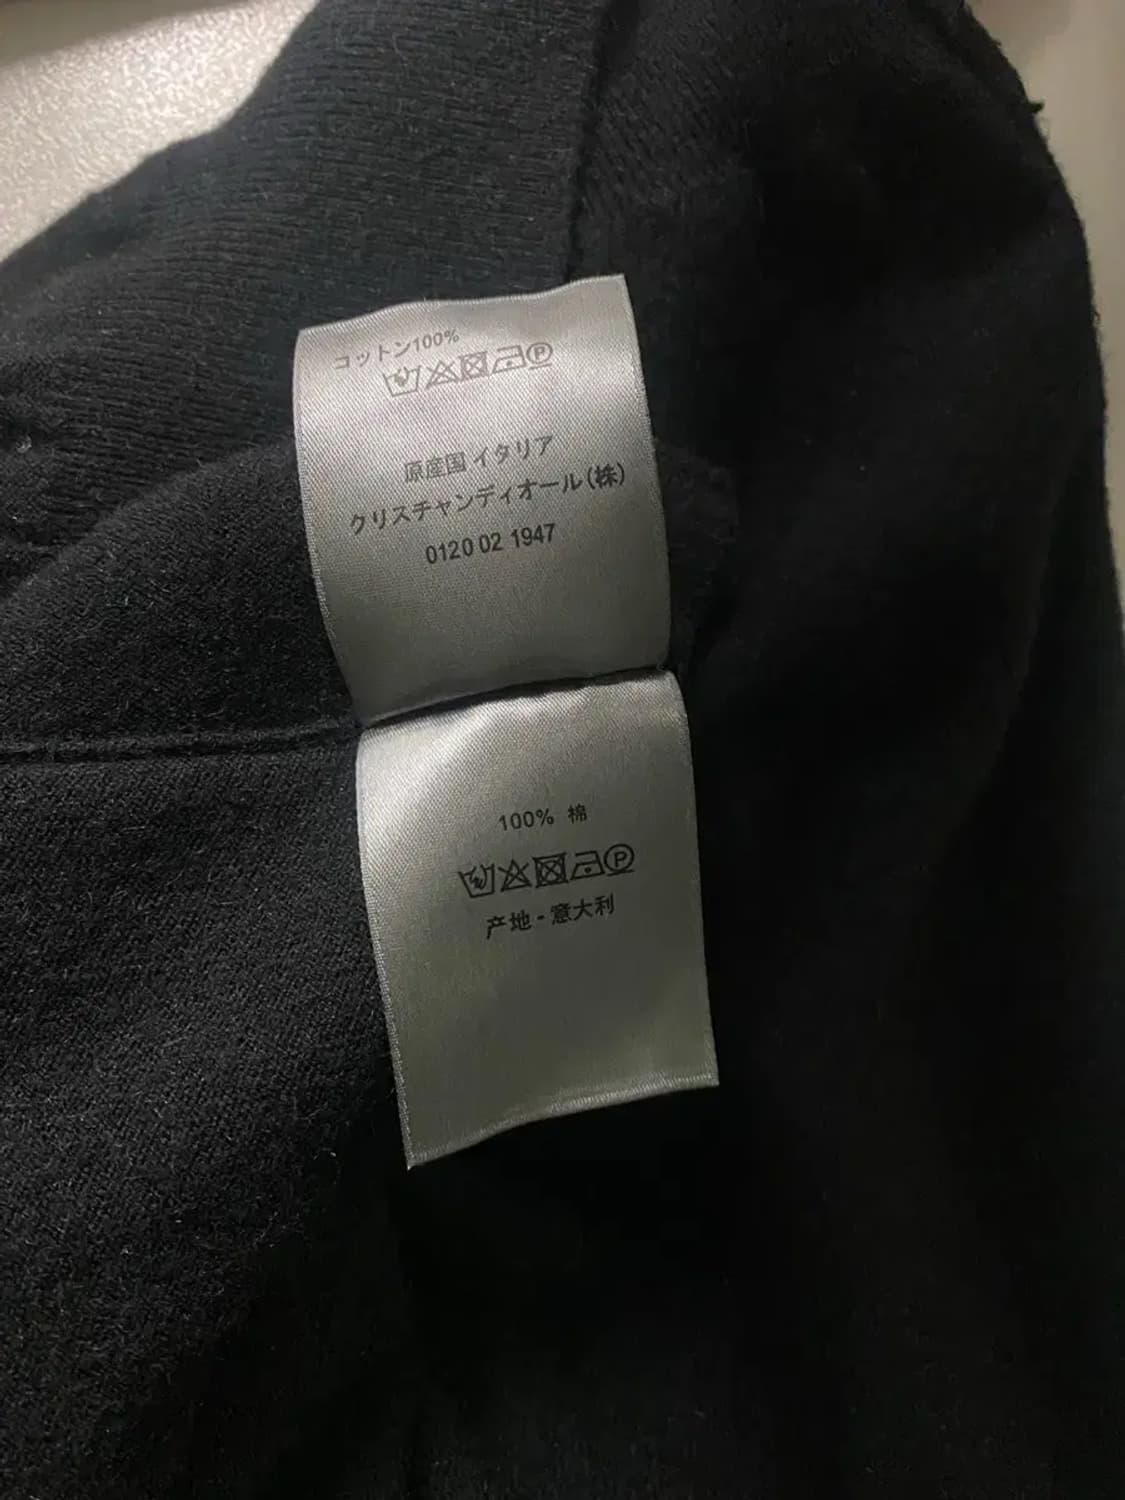 コットン100%
P
原産国 イタリア
クリスチャンディオール(株)
0120 02 1947
100% 棉
P
产地 - 意大利